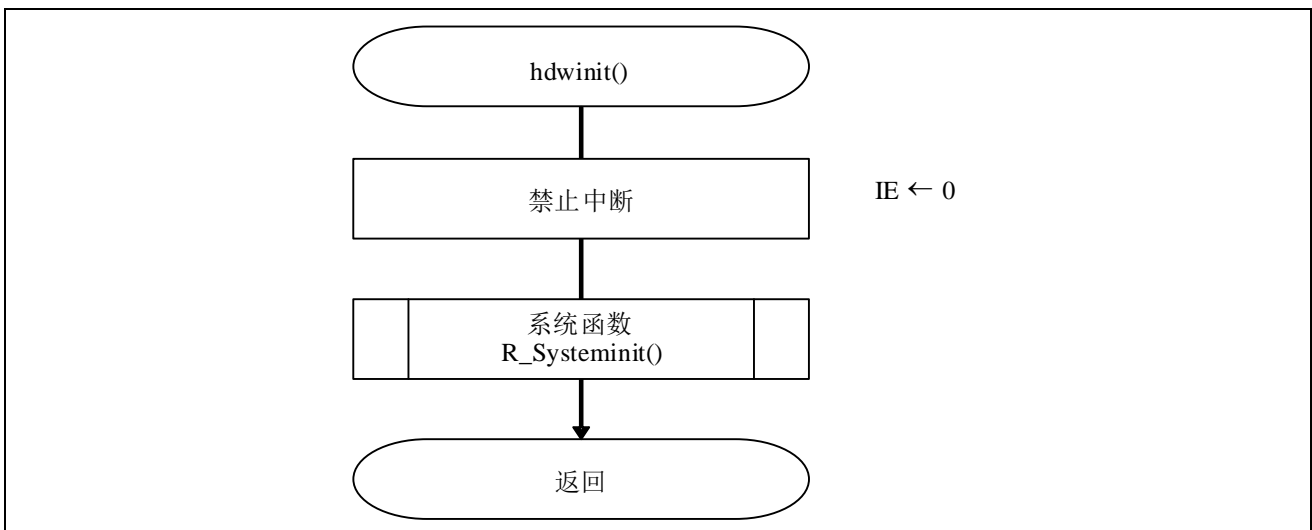 hdwinit()
禁止中断
IE ← 0
系统函数
R_Systeminit()
返回